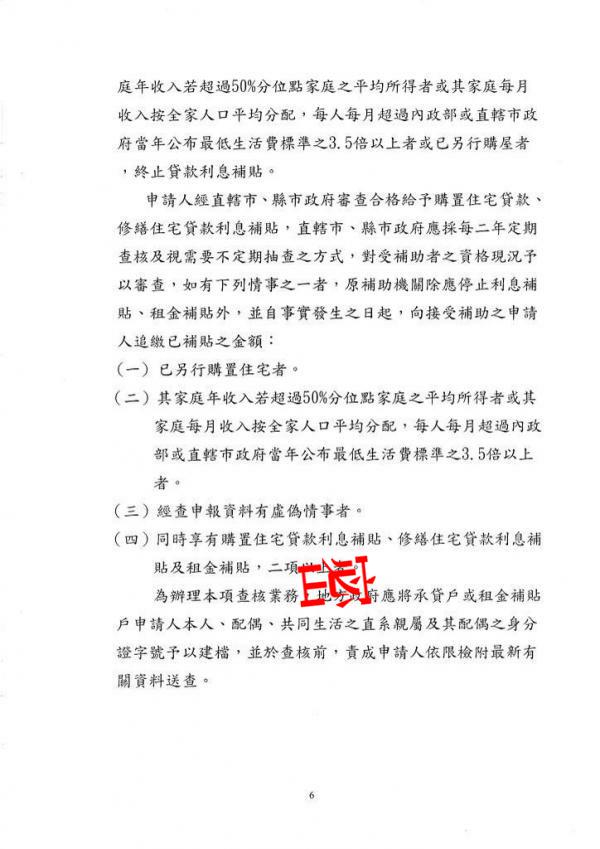 庭年收入若超過50%分位點家庭之平均所得者或其家庭每月
收入按全家人口平均分配，每人每月超過內政部或直轄市政
府當年公布最低生活費標準之3.5倍以上者或已另行購屋者
，終止貸款利息補貼。
申請人經直轄市、縣市政府審查合格給予購置住宅貸款、
修繕住宅貸款利息補貼，直轄市、縣市政府應採每二年定期
查核及視需要不定期抽查之方式，對受補助者之資格現況予
以審查，如有下列情事之一者，原補助機關除應停止利息補
貼、租金補貼外，並自事實發生之日起，向接受補助之申請
人追繳已補貼之金額：
(一) 已另行購置住宅者。
(二) 其家庭年收入若超過50%分位點家庭之平均所得者或其
家庭每月收入按全家人口平均分配，每人每月超過內政
部或直轄市政府當年公布最低生活費標準之3.5倍以上
者。
(三) 經查申報資料有虛偽情事者。
(四) 同時享有購置住宅貸款利息補貼、修繕住宅貸款利息補
貼及租金補貼，二項以上者。
為辦理本項查核業務，地方政府應將承貸戶或租金補貼
戶申請人本人、配偶、共同生活之直系親屬及其配偶之身分
證字號予以建檔，並於查核前，責成申請人依限檢附最新有
關資料送查。
6